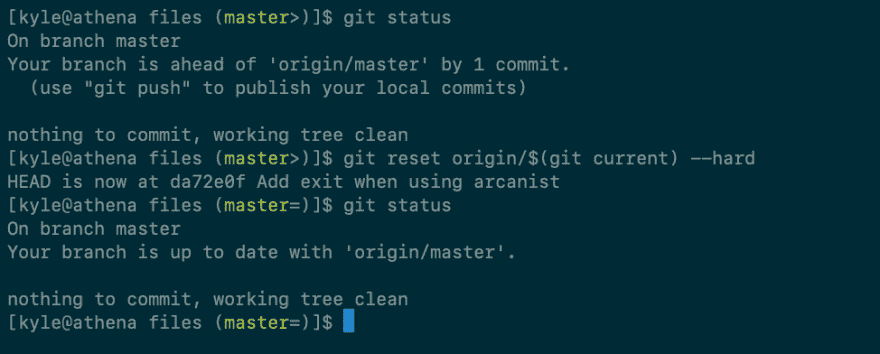 [kyle@athena files (master>)]$ git status
On branch master
Your branch is ahead of 'origin/master' by 1 commit.
  (use "git push" to publish your local commits)

nothing to commit, working tree clean
[kyle@athena files (master>)]$ git reset origin/$(git current) --hard
HEAD is now at da72e0f Add exit when using arcanist
[kyle@athena files (master=)]$ git status
On branch master
Your branch is up to date with 'origin/master'.

nothing to commit, working tree clean
[kyle@athena files (master=)]$